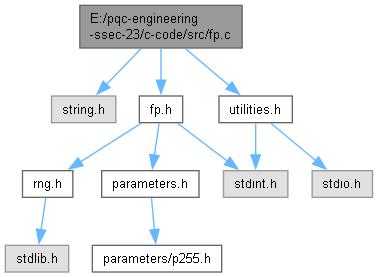 E:/pqc-engineering
-ssec-23/c-code/src/fp.c
string.h
fp.h
utilities.h
rng.h
parameters.h
stdint.h
stdio.h
stdlib.h
parameters/p255.h